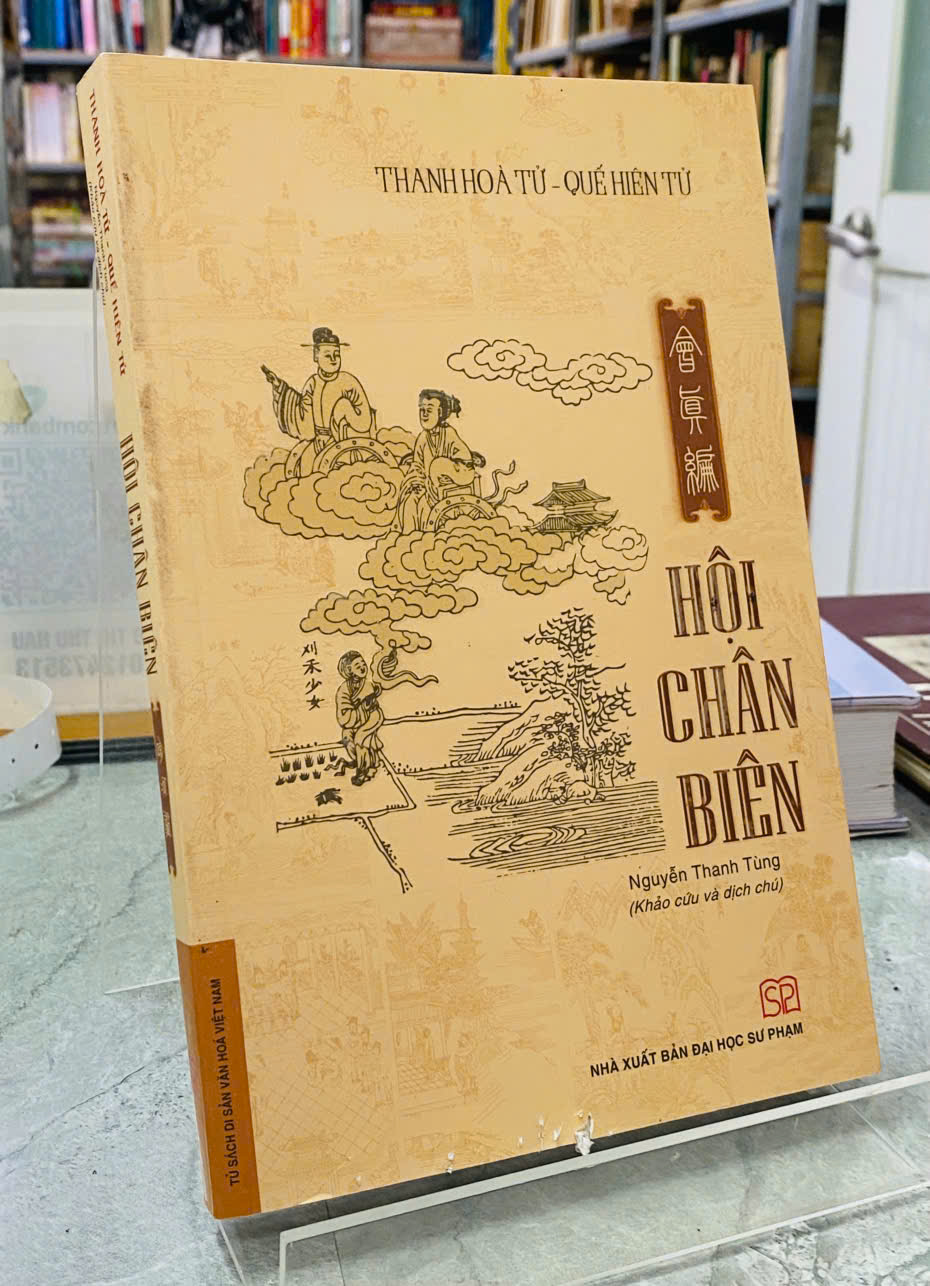 THANH HOÀ TỬ - QUẾ HIÊN TỬ
會眞編
HỘI
CHÂN
BIÊN
刈禾少女
Nguyễn Thanh Tùng
(Khảo cứu và dịch chú)
SP
NHÀ XUẤT BẢN ĐẠI HỌC SƯ PHẠM
THANH HOÀ TỬ - QUẾ HIÊN TỬ
HỘI CHÂN BIÊN
TỦ SÁCH DI SẢN VĂN HOÁ VIỆT NAM